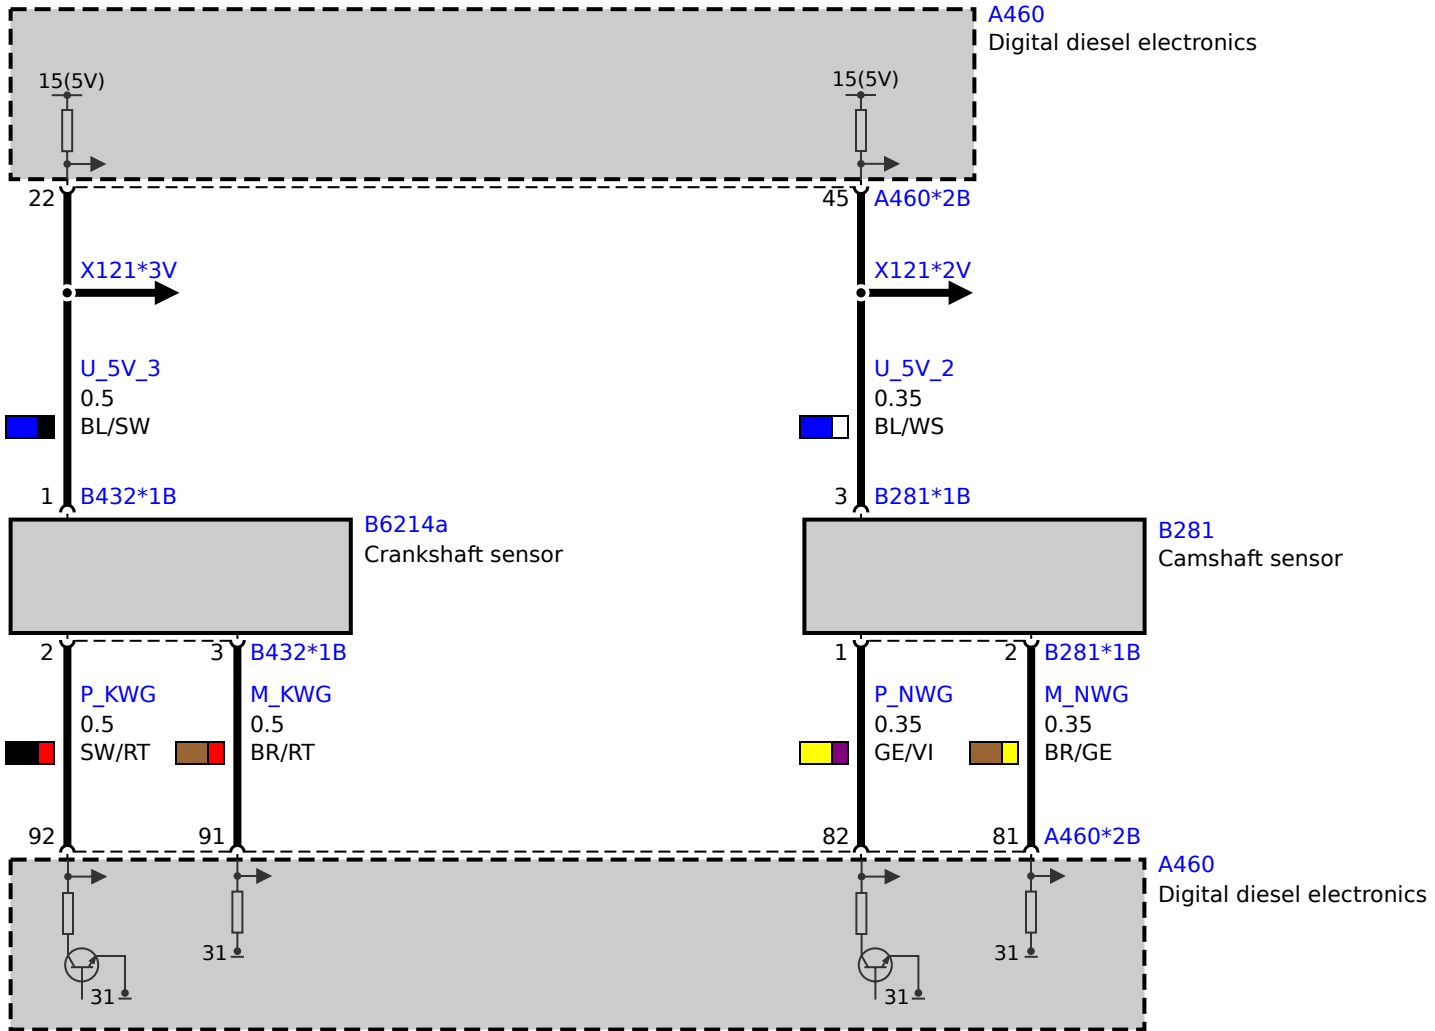 A460
Digital diesel electronics
15(5V)
15(5V)
22
45
A460*2B
X121*3V
X121*2V
U_5V_3
0.5
BL/SW
U_5V_2
0.35
BL/WS
1
B432*1B
3
B281*1B
B6214a
Crankshaft sensor
B281
Camshaft sensor
2
3
B432*1B
1
2
B281*1B
P_KWG
0.5
SW/RT
M_KWG
0.5
BR/RT
P_NWG
0.35
GE/VI
M_NWG
0.35
BR/GE
92
91
82
81
A460*2B
A460
Digital diesel electronics
31
31
31
31